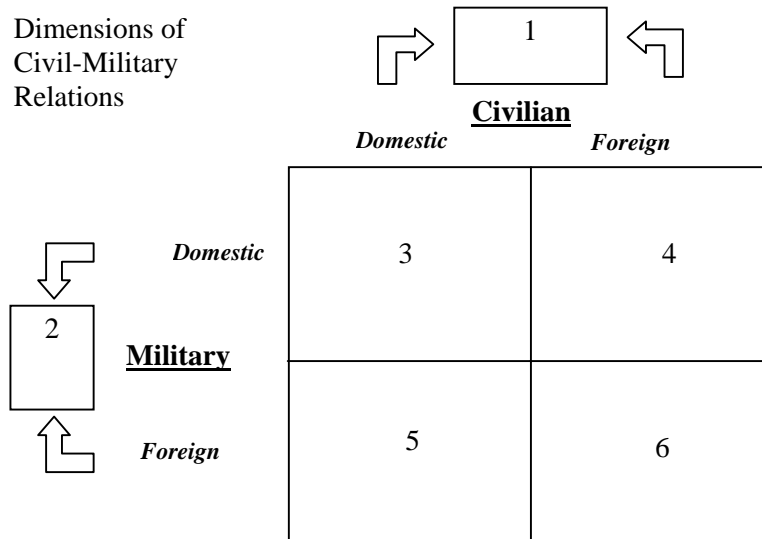 Dimensions of
Civil-Military
Relations
1
Civilian
Domestic Foreign
Domestic 3 4
2
Military
Foreign 5 6